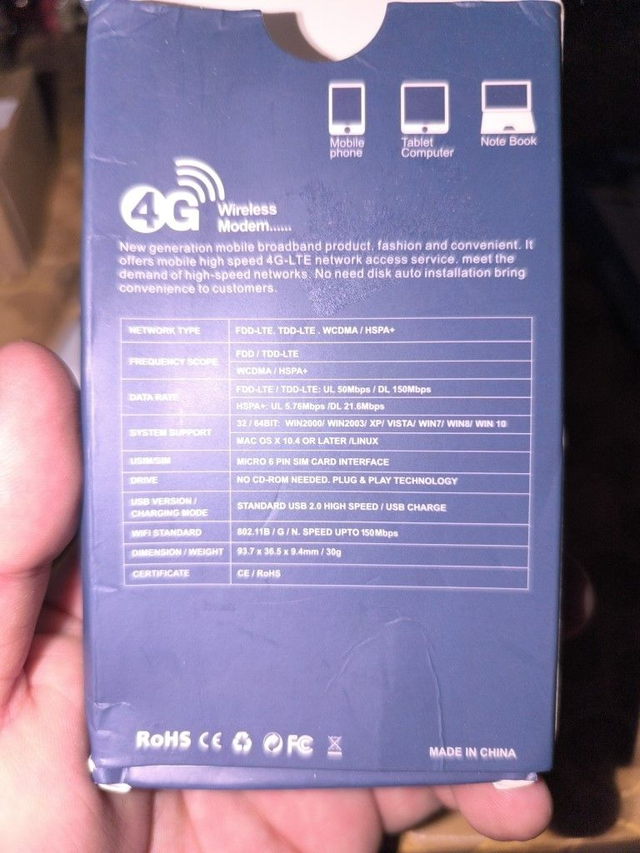 Mobile phone
Tablet Computer
Note Book
4G Wireless
Modem......
New generation mobile broadband product. fashion and convenient. It
offers mobile high speed 4G-LTE network access service. meet the
demand of high-speed networks. No need disk auto installation bring
convenience to customers.
NETWORK TYPE FDD-LTE. TDD-LTE . WCDMA / HSPA+
FREQUENCY SCOPE FDD / TDD-LTE
WCDMA / HSPA+
DATA RATE FDD-LTE / TDD-LTE: UL 50Mbps / DL 150Mbps
HSPA+: UL 5.76Mbps /DL 21.6Mbps
SYSTEM SUPPORT 32 / 64BIT: WIN2000/ WIN2003/ XP/ VISTA/ WIN7/ WIN8/ WIN 10
MAC OS X 10.4 OR LATER /LINUX
USIM/SIM MICRO 6 PIN SIM CARD INTERFACE
DRIVE NO CD-ROM NEEDED. PLUG & PLAY TECHNOLOGY
USB VERSION /
CHARGING MODE STANDARD USB 2.0 HIGH SPEED / USB CHARGE
WIFI STANDARD 802.11B / G / N. SPEED UPTO 150Mbps
DIMENSION / WEIGHT 93.7 x 36.5 x 9.4mm / 30g
CERTIFICATE CE / RoHS
RoHS CE FC
MADE IN CHINA